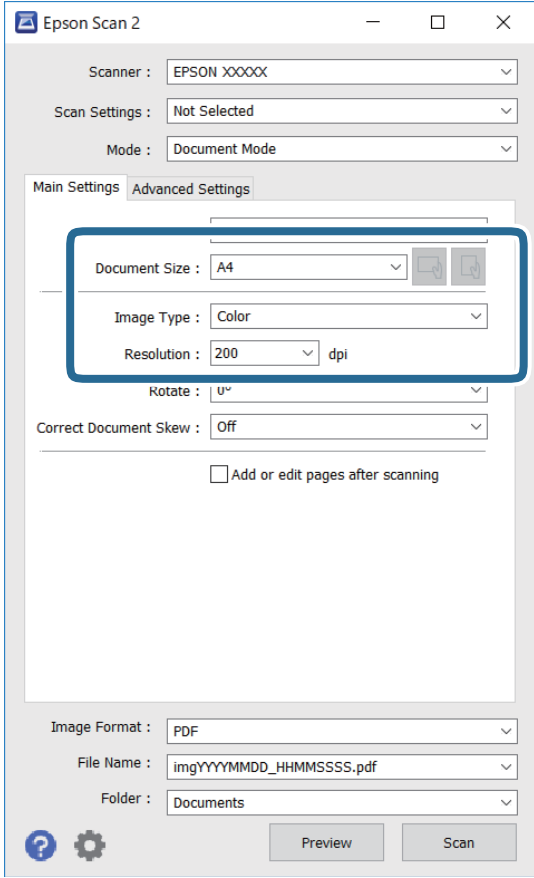 Epson Scan 2
Scanner : EPSON XXXXX
Scan Settings : Not Selected
Mode : Document Mode
Main Settings Advanced Settings
Document Size : A4
Image Type : Color
Resolution : 200 dpi
Rotate : 0º
Correct Document Skew : Off
Add or edit pages after scanning
Image Format : PDF
File Name : imgYYYYMMDD_HHMMSSSS.pdf
Folder : Documents
?
Preview Scan